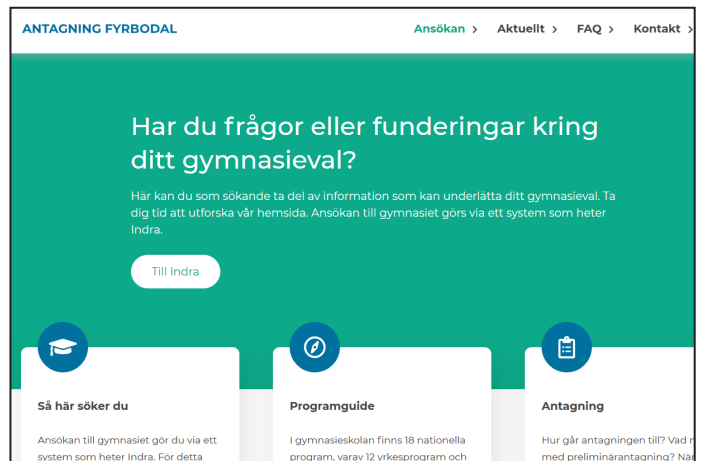 ANTAGNING FYRBODAL
Ansökan > Aktuellt > FAQ > Kontakt >
Har du frågor eller funderingar kring
ditt gymnasieval?
Här kan du som sökande ta del av information som kan underlätta ditt gymnasieval. Ta
dig tid att utforska vår hemsida. Ansökan till gymnasiet görs via ett system som heter
Indra.
Till Indra
Så här söker du
Ansökan till gymnasiet gör du via ett
system som heter Indra. För detta
Programguide
I gymnasieskolan finns 18 nationella
program, varav 12 yrkesprogram och
Antagning
Hur går antagningen till? Vad
med preliminärantagning?